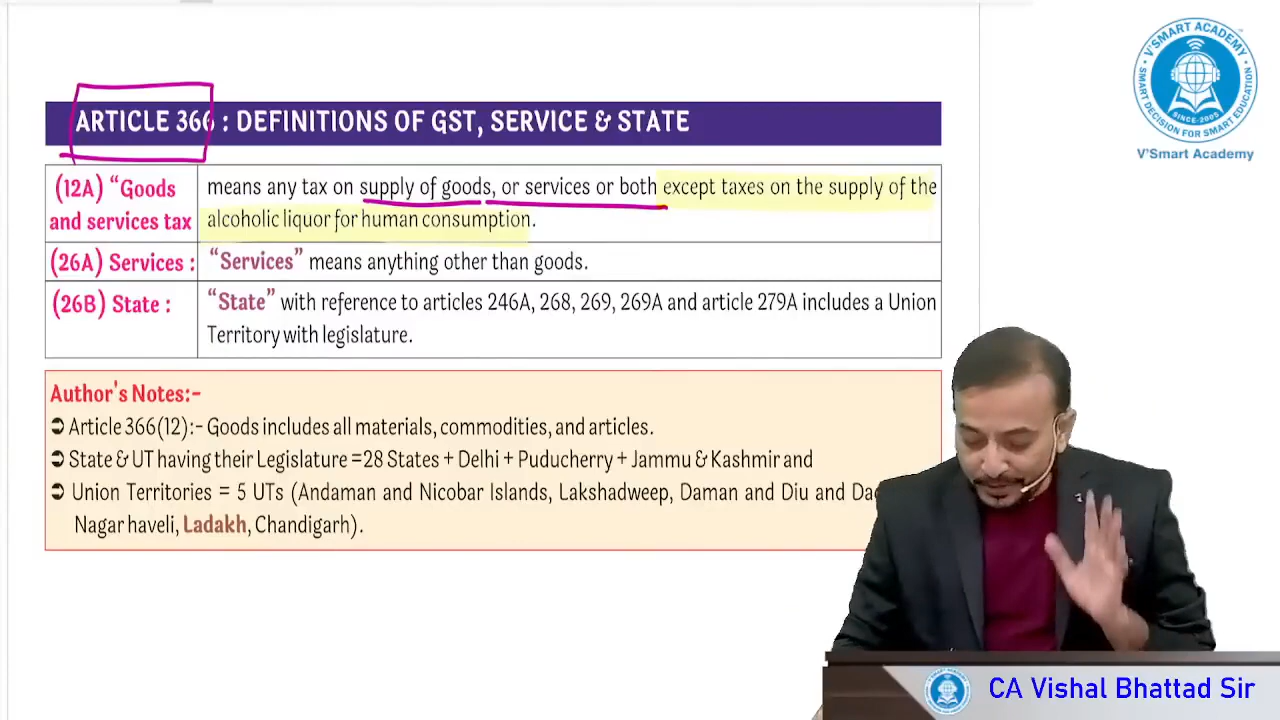 V'SMART ACADEMY
SMART DECISION FOR SMART EDUCATION
SINCE-2005
V'Smart Academy
ARTICLE 366 : DEFINITIONS OF GST, SERVICE & STATE
(12A) “Goods and services tax
means any tax on supply of goods, or services or both except taxes on the supply of the
alcoholic liquor for human consumption.
(26A) Services :
“Services” means anything other than goods.
(26B) State :
“State” with reference to articles 246A, 268, 269, 269A and article 279A includes a Union
Territory with legislature.
Author's Notes:-
➲ Article 366(12):- Goods includes all materials, commodities, and articles.
➲ State & UT having their Legislature =28 States + Delhi + Puducherry + Jammu & Kashmir and
➲ Union Territories = 5 UTs (Andaman and Nicobar Islands, Lakshadweep, Daman and Diu and
Nagar haveli, Ladakh, Chandigarh).
CA Vishal Bhattad Sir